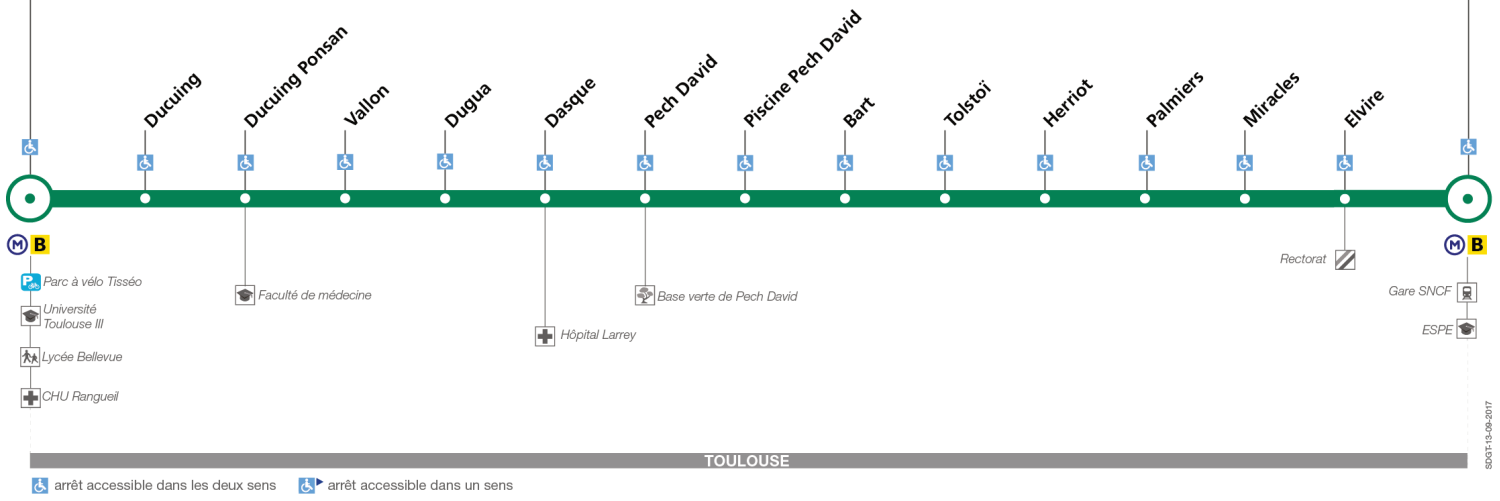 Ducuing
Ducuing Ponsan
Vallon
Dugua
Dasque
Pech David
Piscine Pech David
Bart
Tolstoï
Herriot
Palmiers
Miracles
Elvire
M B
P
Parc à vélo Tisséo
Université
Toulouse III
Lycée Bellevue
CHU Rangueil
Faculté de médecine
Hôpital Larrey
Base verte de Pech David
Rectorat
M B
Gare SNCF
ESPE
SDGT-13-09-2017
TOULOUSE
arrêt accessible dans les deux sens
arrêt accessible dans un sens